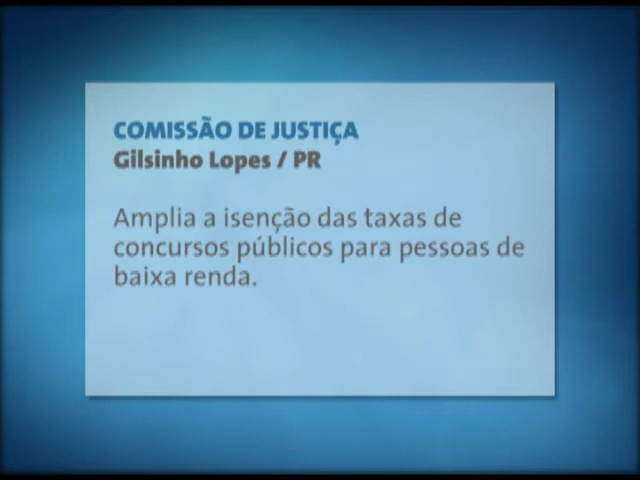 COMISSÃO DE JUSTIÇA
Gilsinho Lopes / PR
Amplia a isenção das taxas de
concursos públicos para pessoas de
baixa renda.